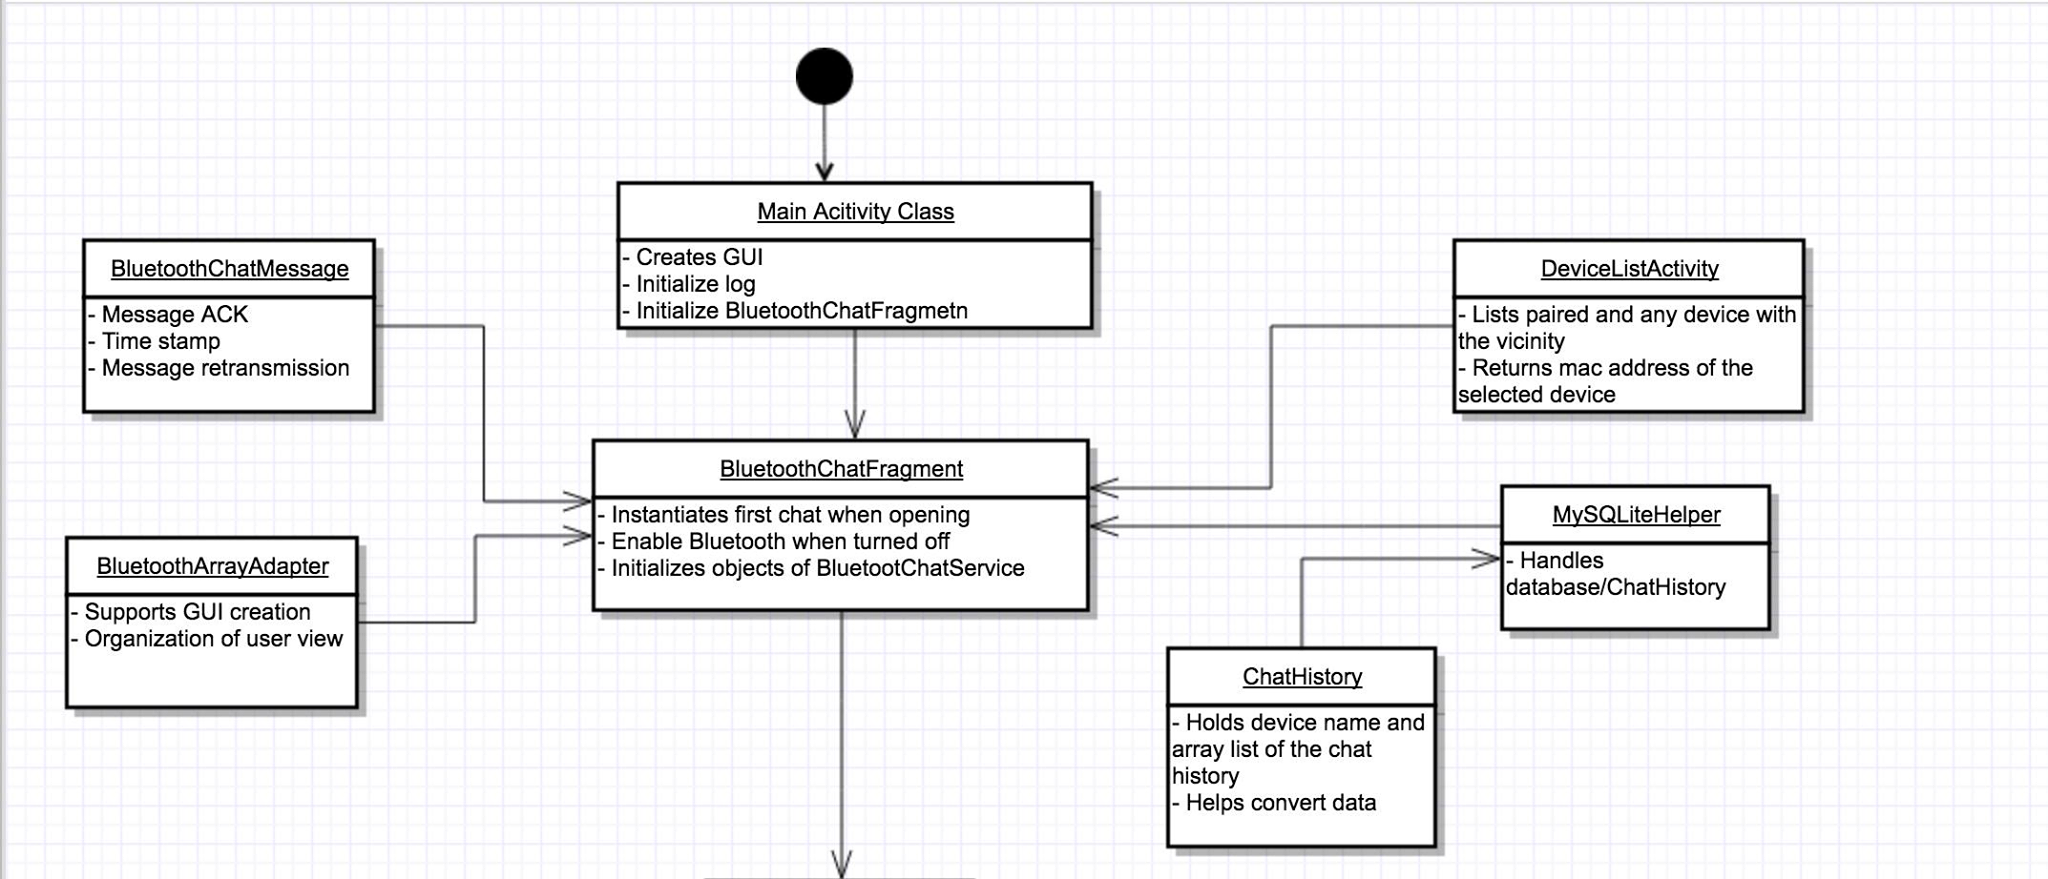 Main Acitivity Class
- Creates GUI
- Initialize log
- Initialize BluetoothChatFragmetn
BluetoothChatMessage
- Message ACK
- Time stamp
- Message retransmission
DeviceListActivity
- Lists paired and any device with
the vicinity
- Returns mac address of the
selected device
BluetoothChatFragment
- Instantiates first chat when opening
- Enable Bluetooth when turned off
- Initializes objects of BluetootChatService
MySQLiteHelper
- Handles
database/ChatHistory
BluetoothArrayAdapter
- Supports GUI creation
- Organization of user view
ChatHistory
- Holds device name and
array list of the chat
history
- Helps convert data